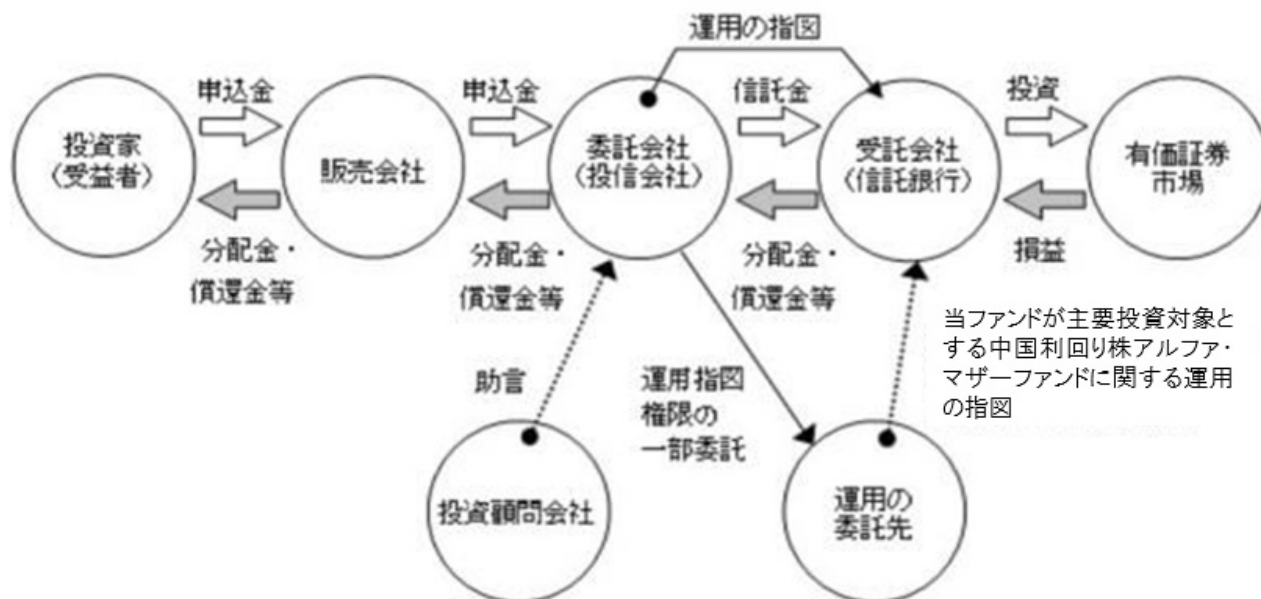 運用の指図
申込金
申込金
信託金
投資
投資家
(受益者)
販売会社
委託会社
(投信会社)
受託会社
(信託銀行)
有価証券
市場
分配金・
償還金等
分配金・
償還金等
分配金・
償還金等
損益
助言
運用指図
権限の
一部委託
当ファンドが主要投資対象と
する中国利回り株アルファ・
マザーファンドに関する運用
の指図
投資顧問会社
運用の
委託先